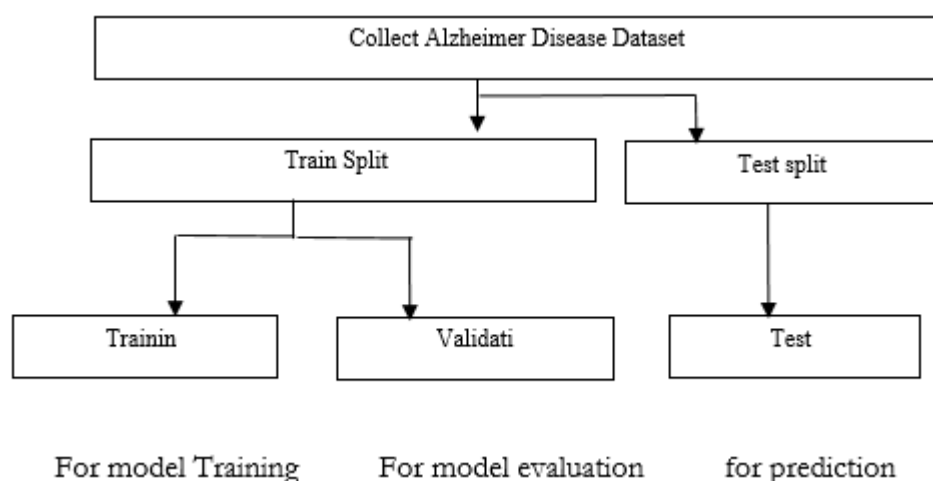 Collect Alzheimer Disease Dataset
Train Split
Test split
Trainin
Validati
Test
For model Training
For model evaluation
for prediction